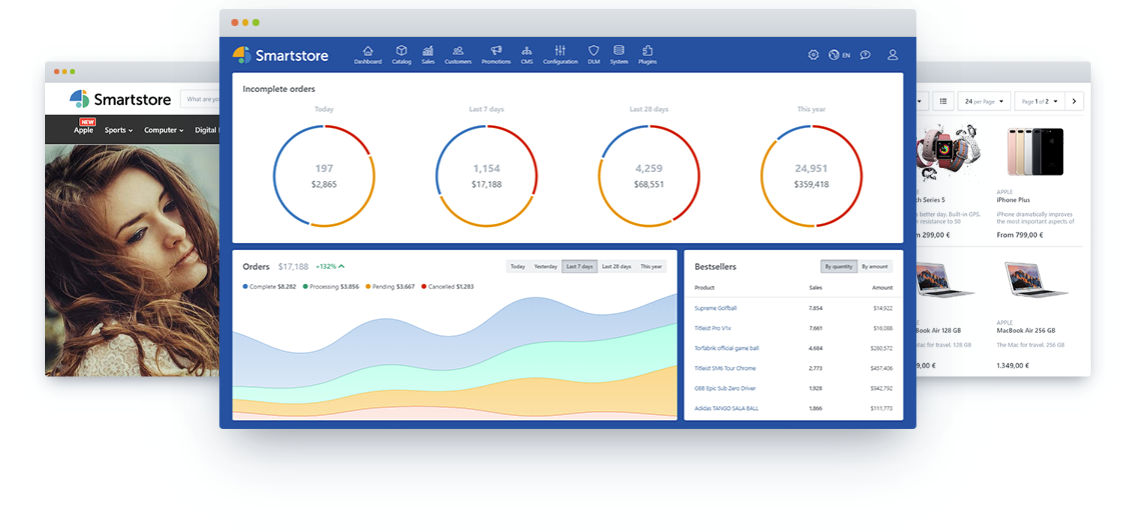 Smartstore
Dashboard Catalog Sales Customers Promotions CMS Configuration DLM System Plugins
EN
Incomplete orders
Today Last 7 days Last 28 days This year
197 1,154 4,259 24,951
$2,865 $17,188 $68,551 $359,418
Orders $17,188 +132%
Today Yesterday Last 7 days Last 28 days This year
Complete $8.282 Processing $3.856 Pending $3.667 Cancelled $1.283
Bestsellers
By quantity By amount
Product Sales Amount
Supreme Golfball 7,854 $14,922
Titleist Pro V1x 7,661
Torfabrik official game ball 4,684
Titleist SM6 Tour Chrome 2,773 $457,406
GBB Epic Sub Zero Driver 1,928 $542,792
Adidas TANGO SALA BALL 1,866 $111,773
Smartstore
What are you
NEW
Apple Sports Computer Digital
24 per Page Page 1 of 2
APPLE
ch Series 5
better day. Built-in GPS.
resistance to 50
m 299,00 €
APPLE
iPhone Plus
iPhone dramatically improves
the most important aspects of
From 799,00 €
APPLE
ook Air 128 GB
Mac for travel. 128 GB
9,00 €
APPLE
MacBook Air 256 GB
The Mac for travel. 256 GB
1.349,00 €